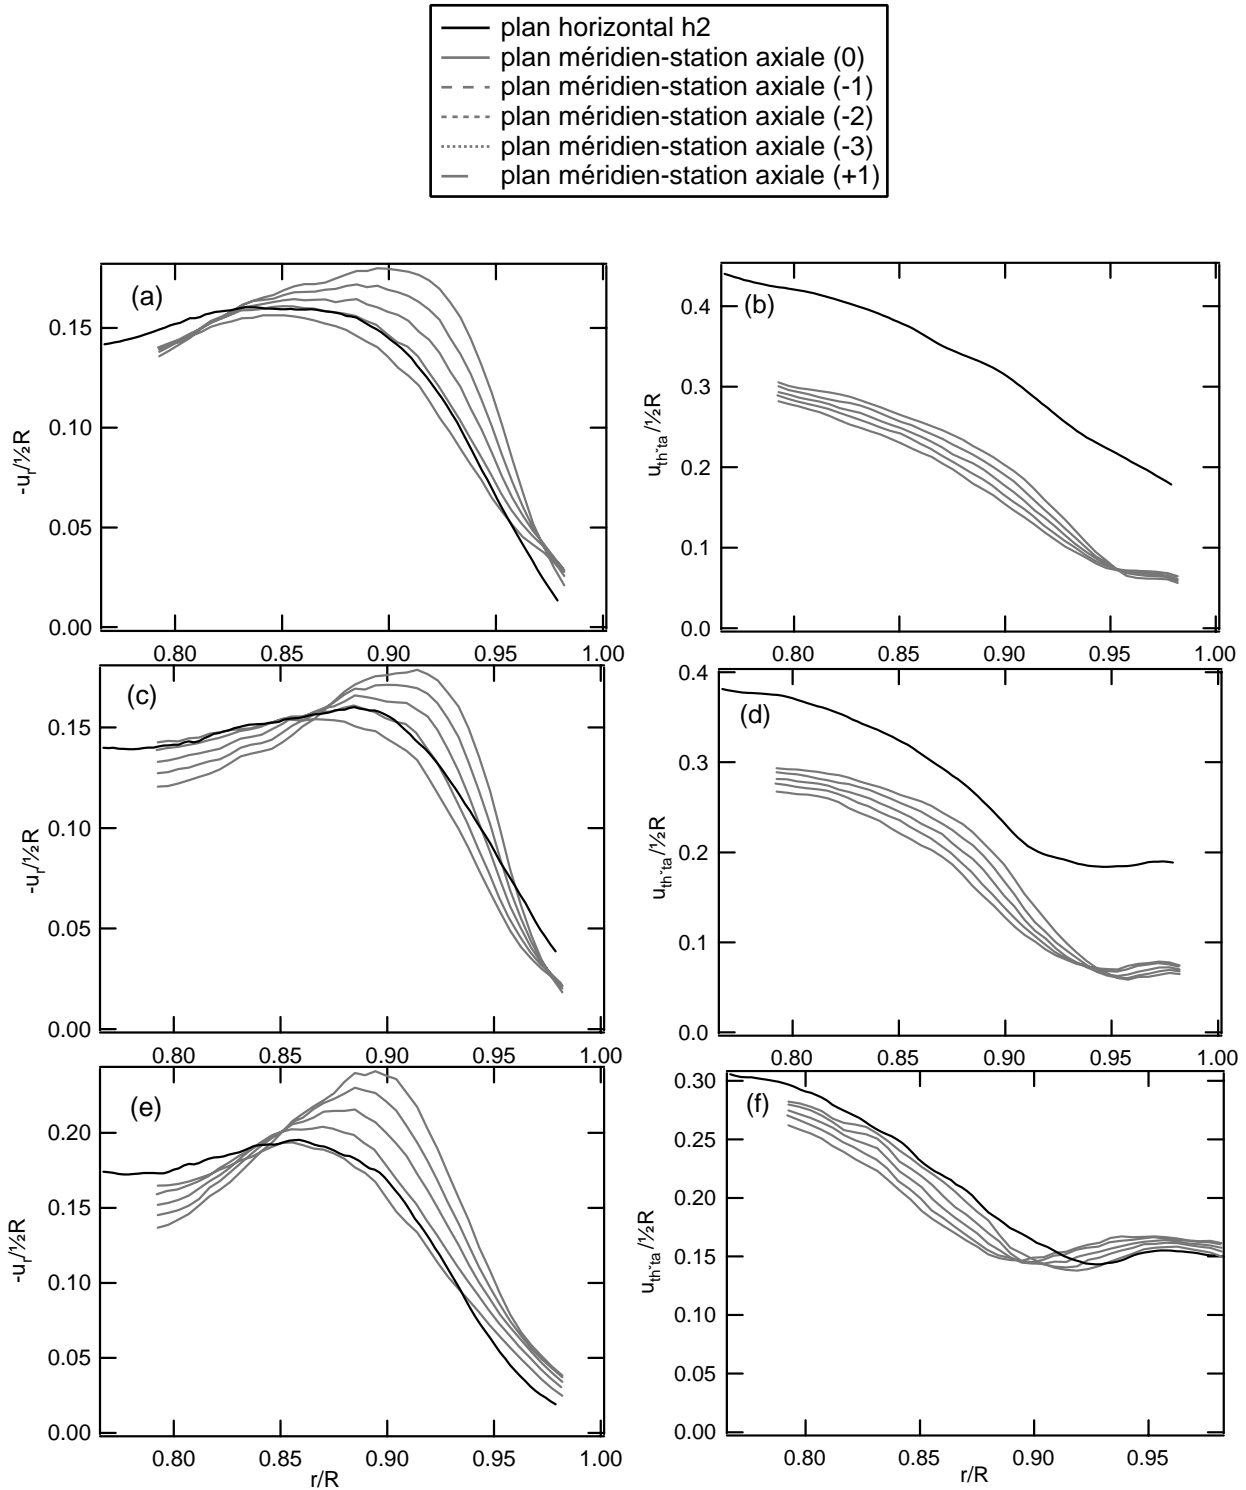 plan horizontal h2
plan méridien-station axiale (0)
plan méridien-station axiale (-1)
plan méridien-station axiale (-2)
plan méridien-station axiale (-3)
plan méridien-station axiale (+1)
(a)
0.15
0.10
0.05
0.00
-u_r/½R
0.80 0.85 0.90 0.95 1.00
(b)
0.4
0.3
0.2
0.1
0.0
u_thˇta/½R
0.80 0.85 0.90 0.95 1.00
(c)
0.15
0.10
0.05
0.00
-u_r/½R
0.80 0.85 0.90 0.95 1.00
(d)
0.4
0.3
0.2
0.1
0.0
u_thˇta/½R
0.80 0.85 0.90 0.95 1.00
(e)
0.20
0.15
0.10
0.05
0.00
-u_r/½R
0.80 0.85 0.90 0.95 1.00
r/R
(f)
0.30
0.25
0.20
0.15
0.10
0.05
0.00
u_thˇta/½R
0.80 0.85 0.90 0.95
r/R